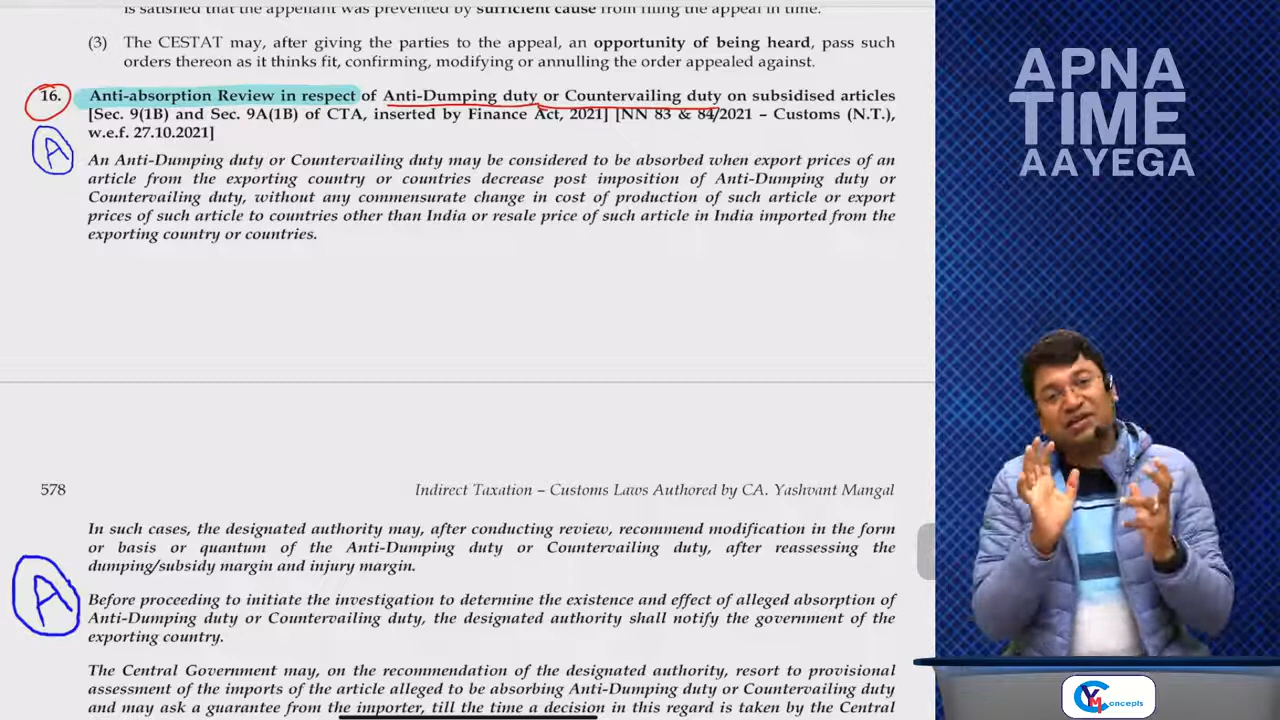 is satisfied that the appellant was prevented by sufficient cause from filing the appeal in time.
(3) The CESTAT may, after giving the parties to the appeal, an opportunity of being heard, pass such
orders thereon as it thinks fit, confirming, modifying or annulling the order appealed against.
16. Anti-absorption Review in respect of Anti-Dumping duty or Countervailing duty on subsidised articles
[Sec. 9(1B) and Sec. 9A(1B) of CTA, inserted by Finance Act, 2021] [NN 83 & 84/2021 – Customs (N.T.),
w.e.f. 27.10.2021]
A
An Anti-Dumping duty or Countervailing duty may be considered to be absorbed when export prices of an
article from the exporting country or countries decrease post imposition of Anti-Dumping duty or
Countervailing duty, without any commensurate change in cost of production of such article or export
prices of such article to countries other than India or resale price of such article in India imported from the
exporting country or countries.
578 Indirect Taxation – Customs Laws Authored by CA. Yashvant Mangal
In such cases, the designated authority may, after conducting review, recommend modification in the form
or basis or quantum of the Anti-Dumping duty or Countervailing duty, after reassessing the
dumping/subsidy margin and injury margin.
A
Before proceeding to initiate the investigation to determine the existence and effect of alleged absorption of
Anti-Dumping duty or Countervailing duty, the designated authority shall notify the government of the
exporting country.
The Central Government may, on the recommendation of the designated authority, resort to provisional
assessment of the imports of the article alleged to be absorbing Anti-Dumping duty or Countervailing duty
and may ask a guarantee from the importer, till the time a decision in this regard is taken by the Central
APNA
TIME
AAYEGA
YM Concepts